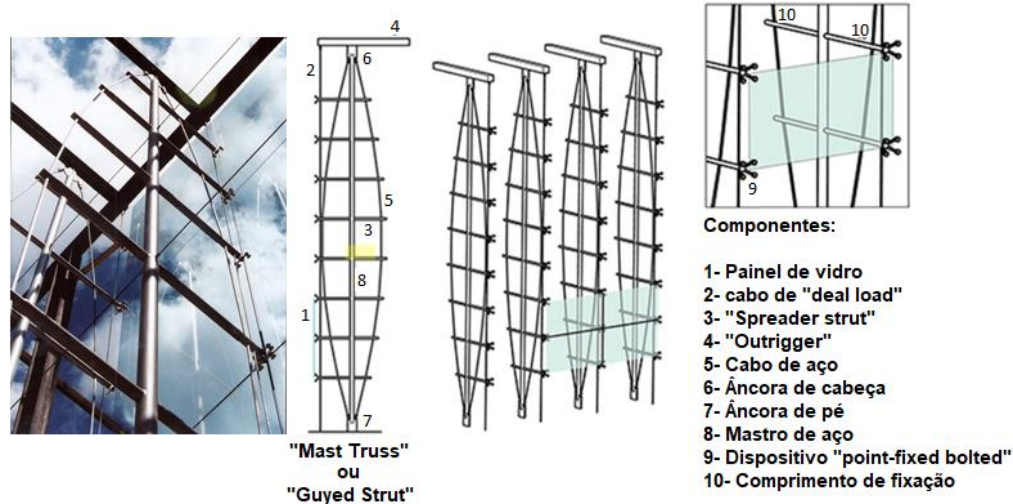 4
2
6
5
3
8
1
7
"Mast Truss"
ou
"Guyed Strut"
10
10
9
Componentes:
1- Painel de vidro
2- cabo de "deal load"
3- "Spreader strut"
4- "Outrigger"
5- Cabo de aço
6- Âncora de cabeça
7- Âncora de pé
8- Mastro de aço
9- Dispositivo "point-fixed bolted"
10- Comprimento de fixação